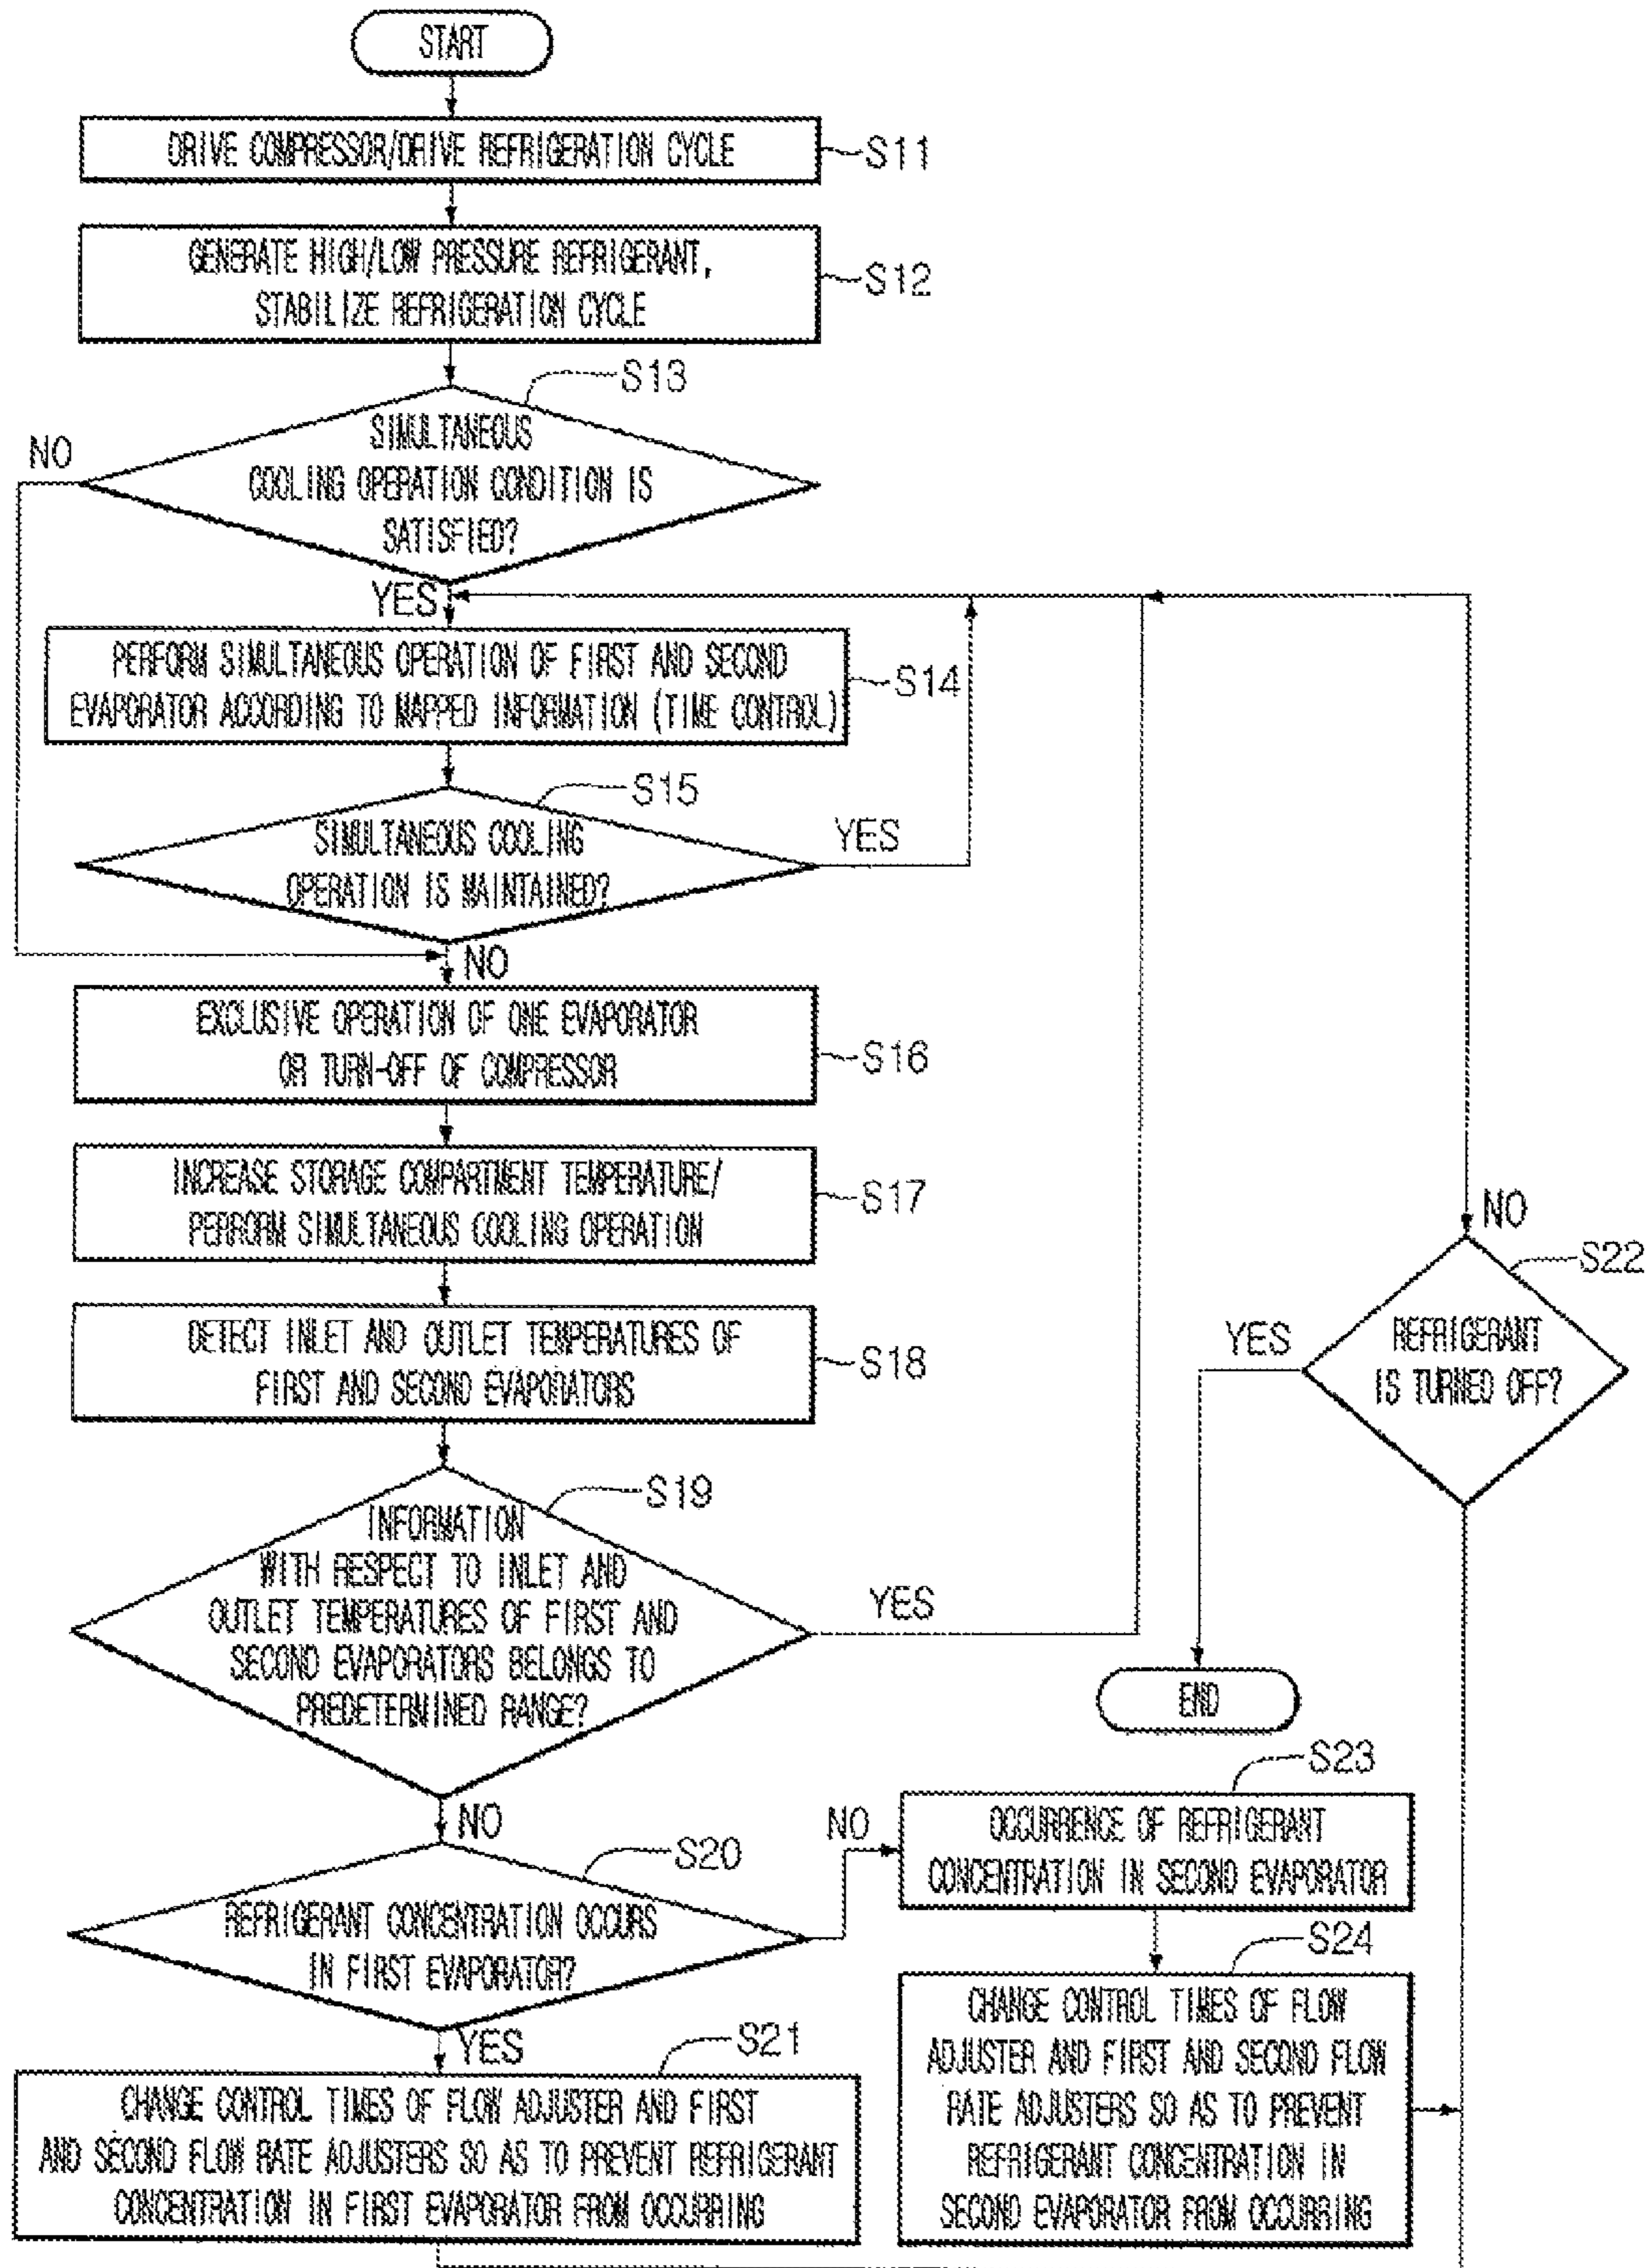 START
DRIVE COMPRESSOR/DRIVE REFRIGERATION CYCLE
S11
GENERATE HIGH/LOW PRESSURE REFRIGERANT,
STABILIZE REFRIGERATION CYCLE
S12
S13
SIMULTANEOUS
COOLING OPERATION CONDITION IS
SATISFIED?
NO
YES
PERFORM SIMULTANEOUS OPERATION OF FIRST AND SECOND
EVAPORATOR ACCORDING TO MAPPED INFORMATION (TIME CONTROL)
S14
S15
SIMULTANEOUS COOLING
OPERATION IS MAINTAINED?
YES
NO
EXCLUSIVE OPERATION OF ONE EVAPORATOR
OR TURN-OFF OF COMPRESSOR
S16
INCREASE STORAGE COMPARTMENT TEMPERATURE/
PERRORM SIMULTANEOUS COOLING OPERATION
S17
NO
S22
REFRIGERANT
IS TURNED OFF?
YES
END
DETECT INLET AND OUTLET TEMPERATURES OF
FIRST AND SECOND EVAPORATORS
S18
S19
INFORMATION
WITH RESPECT TO INLET AND
OUTLET TEMPERATURES OF FIRST AND
SECOND EVAPORATORS BELONGS TO
PREDETERMINED RANGE?
YES
NO
S20
REFRIGERANT CONCENTRATION OCCURS
IN FIRST EVAPORATOR?
NO
S23
OCCURRENCE OF REFRIGERANT
CONCENTRATION IN SECOND EVAPORATOR
S24
CHANGE CONTROL TIMES OF FLOW
ADJUSTER AND FIRST AND SECOND FLOW
RATE ADJUSTERS SO AS TO PREVENT
REFRIGERANT CONCENTRATION IN
SECOND EVAPORATOR FROM OCCURRING
YES
S21
CHANGE CONTROL TIMES OF FLOW ADJUSTER AND FIRST
AND SECOND FLOW RATE ADJUSTERS SO AS TO PREVENT REFRIGERANT
CONCENTRATION IN FIRST EVAPORATOR FROM OCCURRING